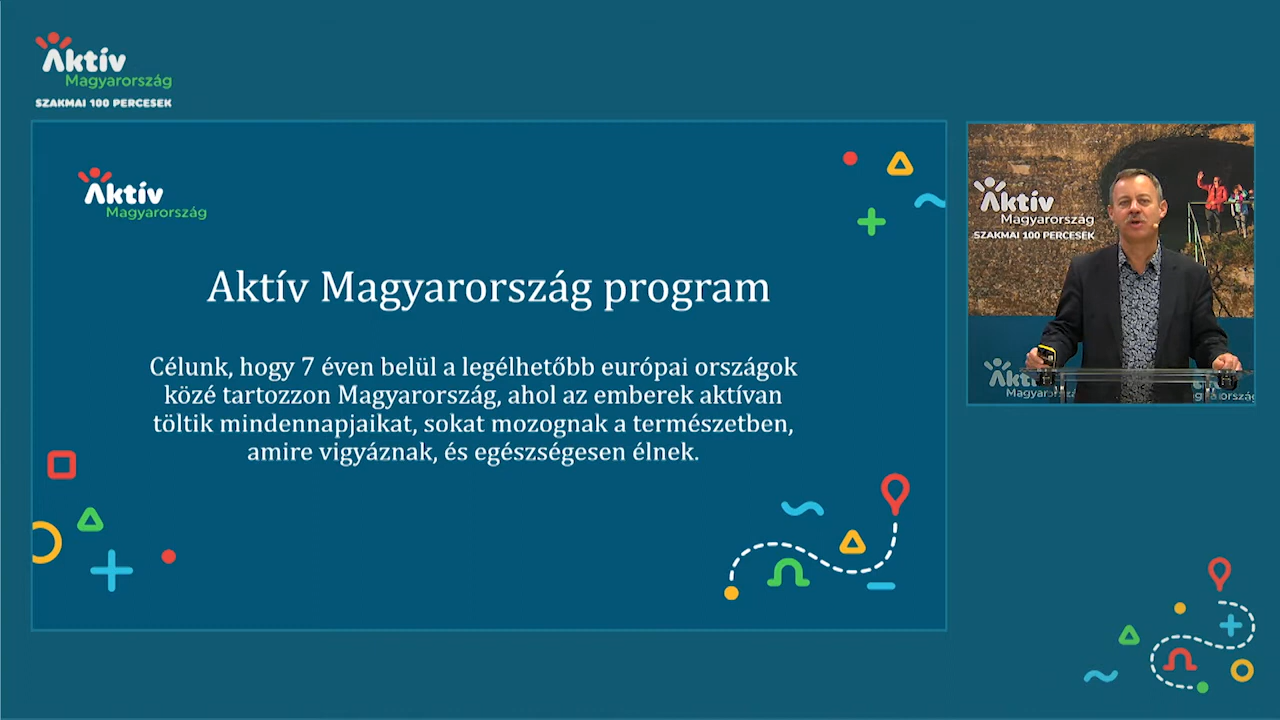 Aktív
Magyarország
SZAKMAI 100 PERCESEK
Aktív
Magyarország
Aktív Magyarország program
Célunk, hogy 7 éven belül a legélhetőbb európai országok
közé tartozzon Magyarország, ahol az emberek aktívan
töltik mindennapjaikat, sokat mozognak a természetben,
amire vigyáznak, és egészségesen élnek.
Aktív
Magyarország
SZAKMAI 100 PERCESEK